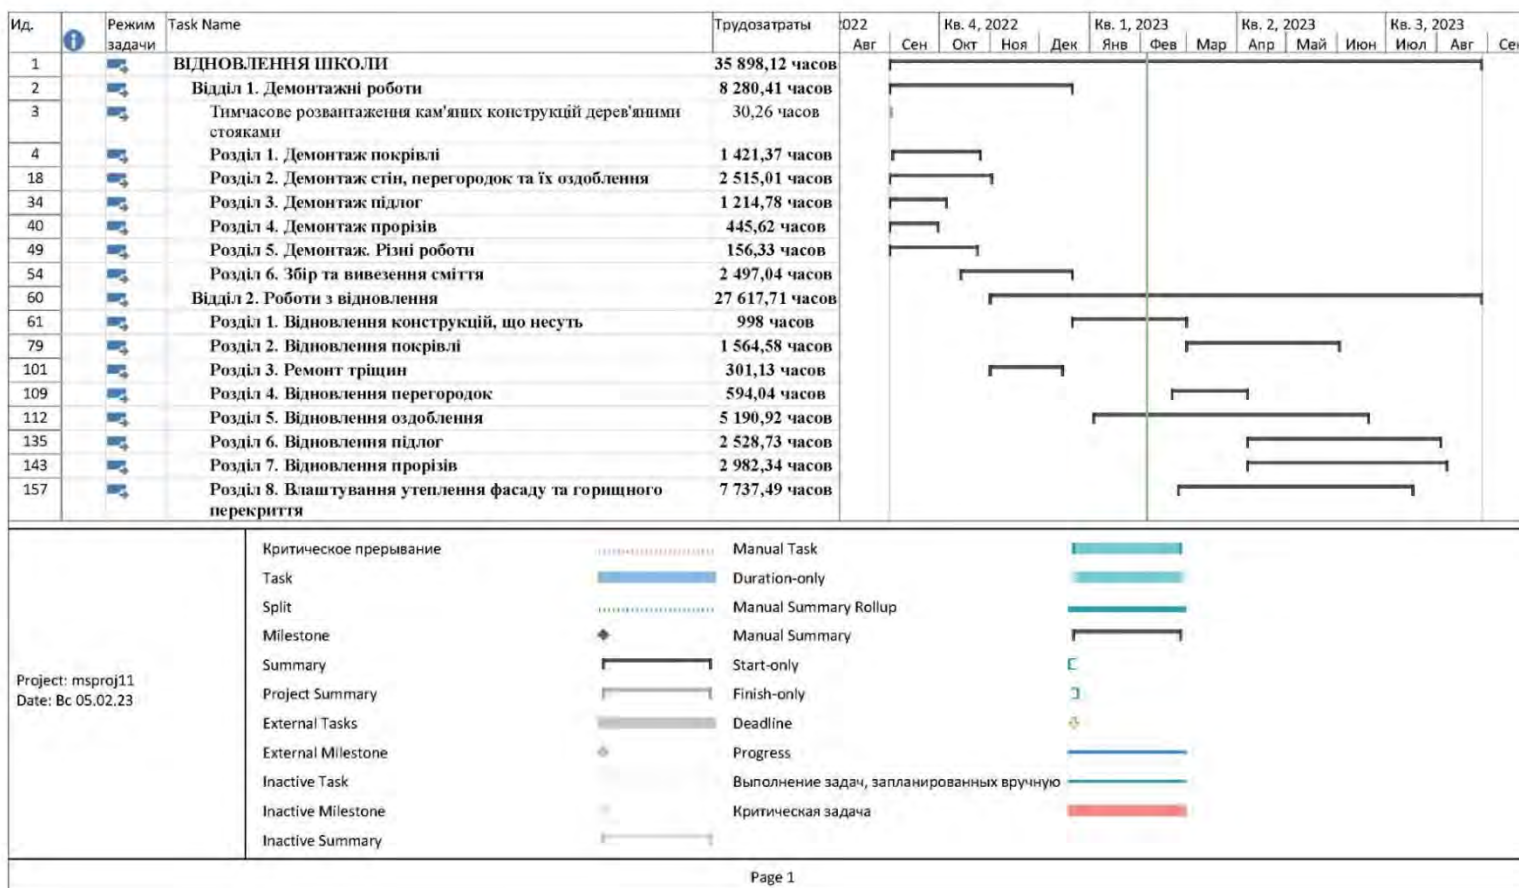 Ид. Режим задачи Task Name Трудозатраты 2022 Кв. 4, 2022 Кв. 1, 2023 Кв. 2, 2023 Кв. 3, 2023
Авг Сен Окт Ноя Дек Янв Фев Мар Апр Май Июн Июл Авг Сен
1 ВІДНОВЛЕННЯ ШКОЛИ 35 898,12 часов
2 Відділ 1. Демонтажні роботи 8 280,41 часов
3 Тимчасове розвантаження кам'яних конструкцій дерев'яними 30,26 часов
стояками
4 Розділ 1. Демонтаж покрівлі 1 421,37 часов
18 Розділ 2. Демонтаж стін, перегородок та їх оздоблення 2 515,01 часов
34 Розділ 3. Демонтаж підлог 1 214,78 часов
40 Розділ 4. Демонтаж прорізів 445,62 часов
49 Розділ 5. Демонтаж. Різні роботи 156,33 часов
54 Розділ 6. Збір та вивезення сміття 2 497,04 часов
60 Відділ 2. Роботи з відновлення 27 617,71 часов
61 Розділ 1. Відновлення конструкцій, що несуть 998 часов
79 Розділ 2. Відновлення покрівлі 1 564,58 часов
101 Розділ 3. Ремонт тріщин 301,13 часов
109 Розділ 4. Відновлення перегородок 594,04 часов
112 Розділ 5. Відновлення оздоблення 5 190,92 часов
135 Розділ 6. Відновлення підлог 2 528,73 часов
143 Розділ 7. Відновлення прорізів 2 982,34 часов
157 Розділ 8. Влаштування утеплення фасаду та горищного 7 737,49 часов
перекриття
Project: msproj11
Date: Вс 05.02.23
Критическое прерывание
Task
Split
Milestone
Summary
Project Summary
External Tasks
External Milestone
Inactive Task
Inactive Milestone
Inactive Summary
Manual Task
Duration-only
Manual Summary Rollup
Manual Summary
Start-only
Finish-only
Deadline
Progress
Выполнение задач, запланированных вручную
Критическая задача
Page 1